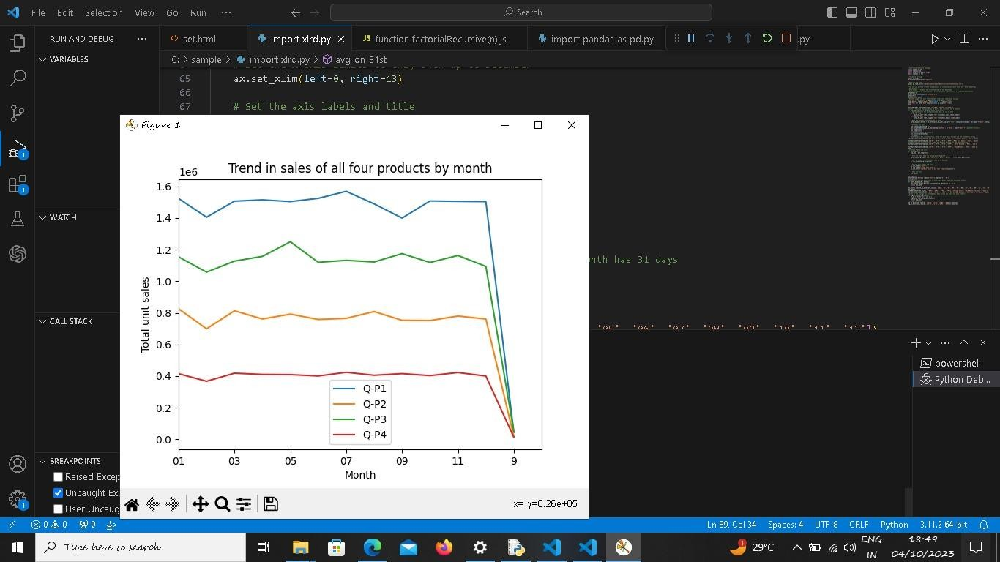 File Edit Selection View Go Run ··· Search
RUN AND DEBUG ···
set.html import xlrd.py function factorialRecursive(n).js import pandas as pd.py .py
VARIABLES
C: > sample > import xlrd.py > avg_on_31st
65 ax.set_xlim(left=0, right=13)
66
67 # Set the axis labels and title
Figure 1
Trend in sales of all four products by month
1e6
1.6
1.4
1.2
1.0
0.8
0.6
0.4
0.2
0.0
Total unit sales
Q-P1
Q-P2
Q-P3
Q-P4
01 03 05 07 09 11 9
Month
x= y=8.26e+05
WATCH
CALL STACK
BREAKPOINTS
Raised Excep
Uncaught Ex
User Uncaug
onth has 31 days
'05' '06' '07' '08' '09' '10' '11' '12'])
powershell
Python Deb...
1
1
1
0 0 0 Ln 89, Col 34 Spaces: 4 UTF-8 CRLF Python 3.11.2 64-bit
Type here to search
29°C
ENG
IN
18:49
04/10/2023